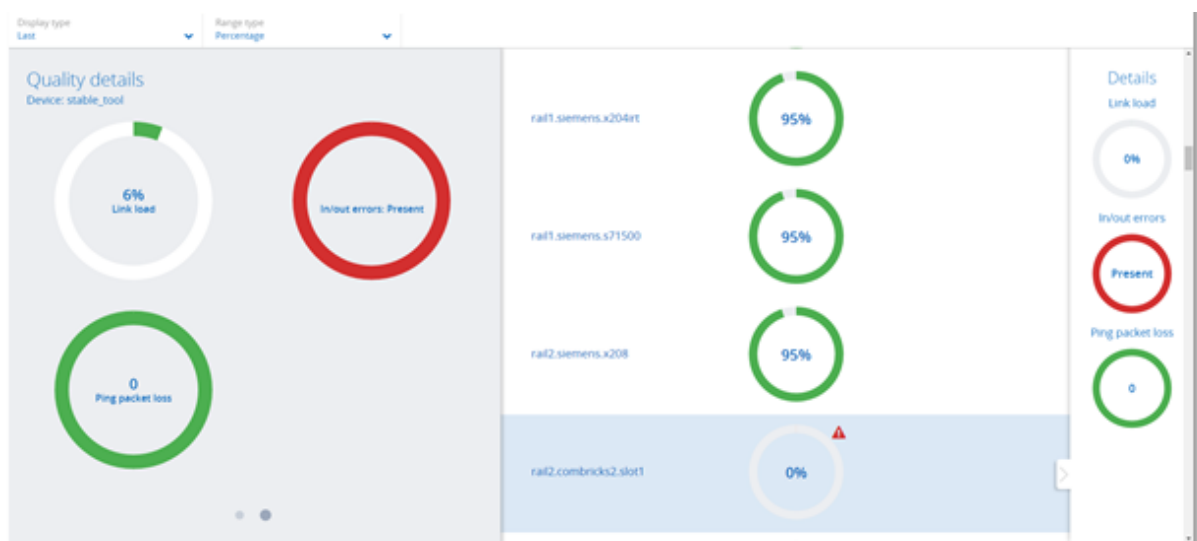 Display type
Last
Range type
Percentage
Quality details
Device: stable_tool
6%
Link load
In/out errors: Present
0
Ping packet loss
rail1.siemens.x204irt
95%
rail1.siemens.s71500
95%
rail2.siemens.x208
95%
rail2.combricks2.slot1
0%
Details
Link load
0%
In/out errors
Present
Ping packet loss
0